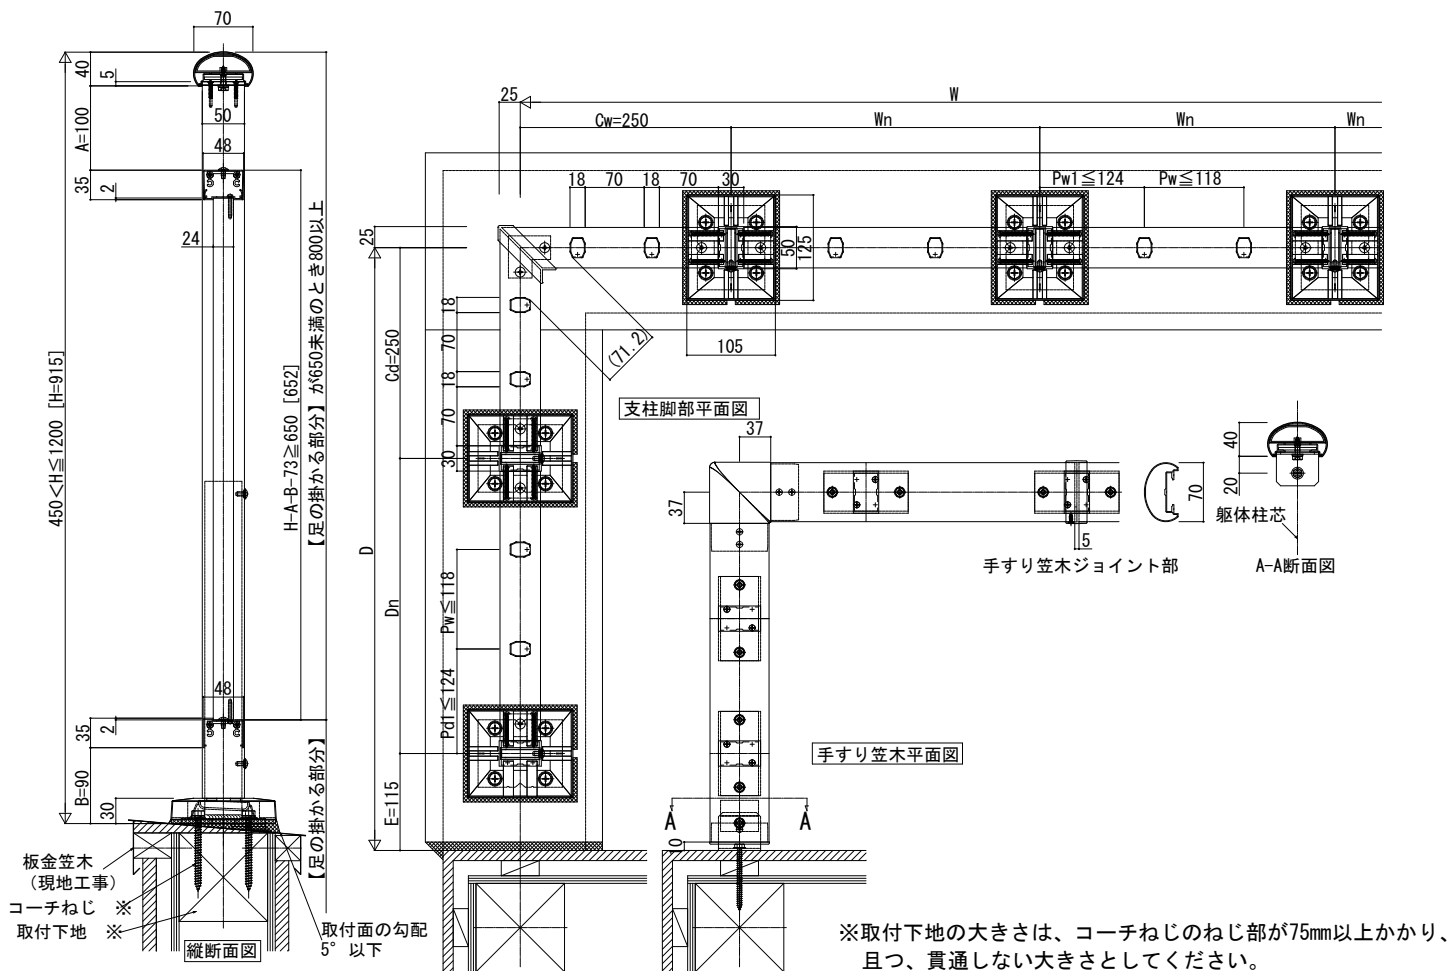 70
40
5
A=100
50
48
35
2
24
450<H≦1200 [H=915]
H-A-B-73≧650 [652]
【足の掛かる部分】が650未満のとき800以上
48
35
2
B=90
30
【足の掛かる部分】
板金笠木
(現地工事)
コーチねじ ※
取付下地 ※
縦断面図
取付面の勾配
5° 以下
25
W
Cw=250
Wn
Wn
Wn
18
70
18
70
30
Pw1≦124
Pw≦118
25
50
125
105
(71.2)
18
70
18
70
30
Cd=250
D
Dn
Pw≦118
Pd1≦124
E=115
支柱脚部平面図
37
37
70
5
手すり笠木ジョイント部
40
20
躯体柱芯
A-A断面図
手すり笠木平面図
A
A
10
※取付下地の大きさは、コーチねじのねじ部が75mm以上かかり、
且つ、貫通しない大きさとしてください。